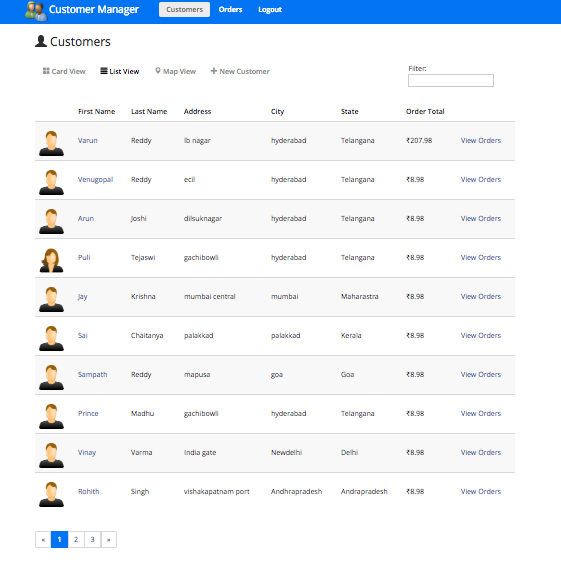 Customer Manager Customers Orders Logout
Customers
Card View List View Map View New Customer
Filter:
First Name Last Name Address City State Order Total
Varun Reddy lb nagar hyderabad Telangana ₹207.98 View Orders
Venugopal Reddy ecil hyderabad Telangana ₹8.98 View Orders
Arun Joshi dilsuknagar hyderabad Telangana ₹8.98 View Orders
Puli Tejaswi gachibowli hyderabad Telangana ₹8.98 View Orders
Jay Krishna mumbai central mumbai Maharastra ₹8.98 View Orders
Sai Chaitanya palakkad palakkad Kerala ₹8.98 View Orders
Sampath Reddy mapusa goa Goa ₹8.98 View Orders
Prince Madhu gachibowli hyderabad Telangana ₹8.98 View Orders
Vinay Varma India gate Newdelhi Delhi ₹8.98 View Orders
Rohith Singh vishakapatnam port Andhrapradesh Andrapradesh ₹8.98 View Orders
« 1 2 3 »